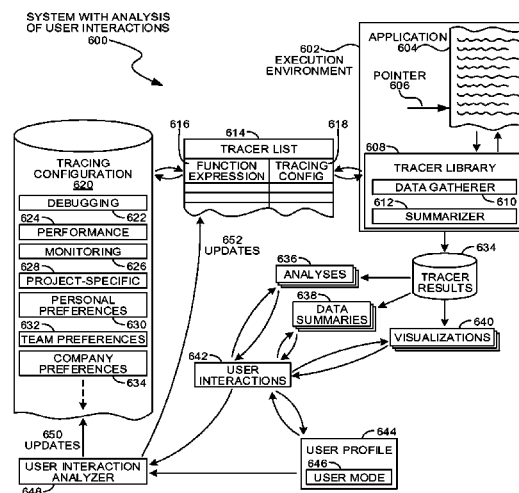 SYSTEM WITH ANALYSIS
OF USER INTERACTIONS
600
602
EXECUTION
ENVIRONMENT
APPLICATION
604
POINTER
606
608
TRACER LIBRARY
DATA GATHERER
610
612
SUMMARIZER
616
614
618
TRACER LIST
FUNCTION
EXPRESSION
TRACING
CONFIG
TRACING
CONFIGURATION
620
DEBUGGING
622
624
PERFORMANCE
MONITORING
626
628
PROJECT-SPECIFIC
PERSONAL
PREFERENCES
630
632
TEAM PREFERENCES
COMPANY
PREFERENCES
634
652
UPDATES
634
TRACER
RESULTS
636
ANALYSES
638
DATA
SUMMARIES
640
VISUALIZATIONS
642
USER
INTERACTIONS
644
USER PROFILE
646
USER MODE
650
UPDATES
USER INTERACTION
ANALYZER
648